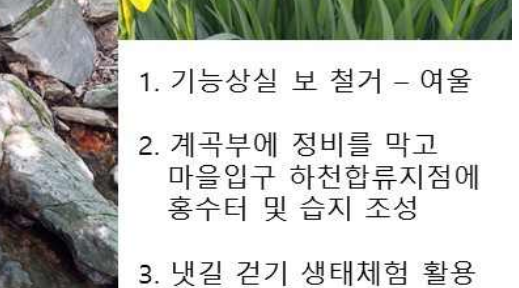 1. 기능상실 보 철거 – 여울
2. 계곡부에 정비를 막고
마을입구 하천합류지점에
홍수터 및 습지 조성
3. 냇길 걷기 생태체험 활용